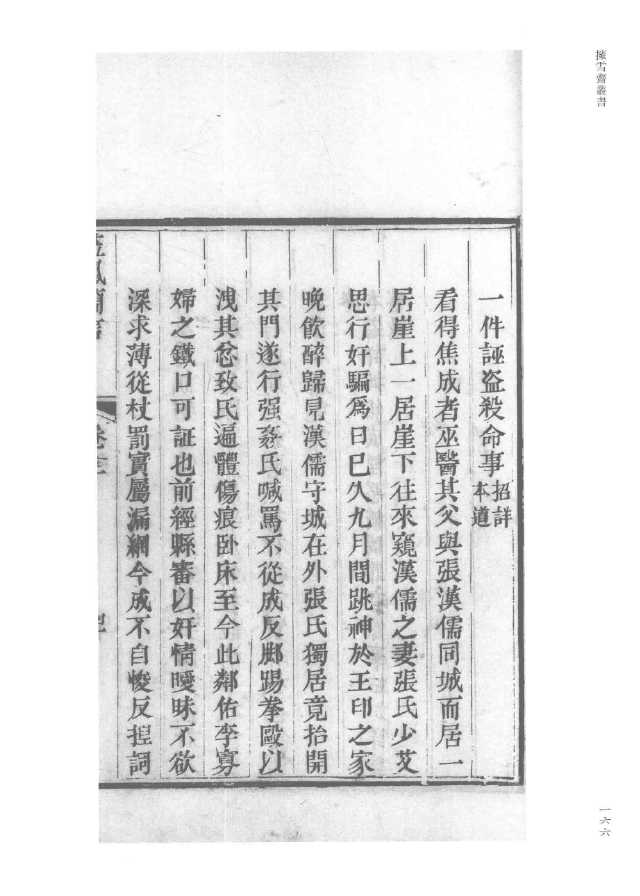 擁雪齋叢書
一件誣盜殺命事招詳本道
看得焦成者巫醫其父與張漢儒同城而居一
居崖上一居崖下往來窺漢儒之妻張氏少艾
思行奸騙爲日已久九月間跳神於王印之家
晚飲醉歸見漢儒守城在外張氏獨居竟抬開
其門遂行强姦氏喊罵不從成反脚踢拳毆以
洩其忿致氏遍體傷痕卧床至今此鄰佑李寡
婦之鐵口可証也前經縣審以奸情曖昧不欲
深求薄從杖罰實屬漏網今成不自悛反捏詞
卷二
一六六